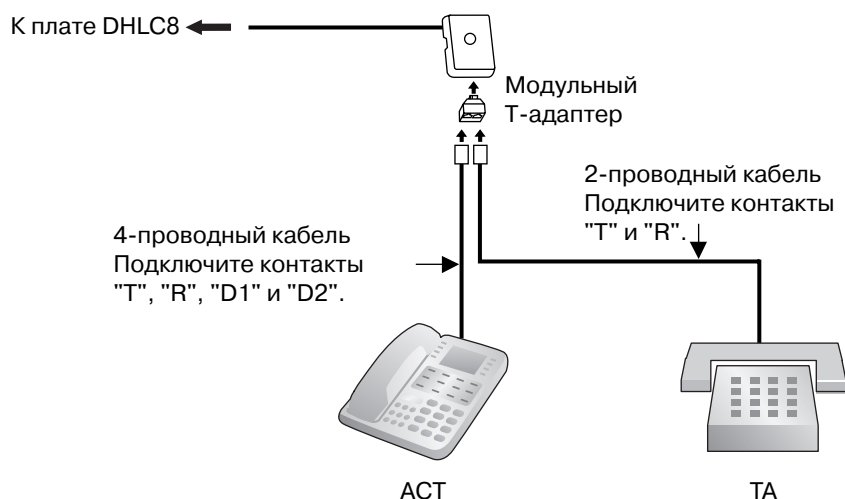 К плате DHLC8
Модульный
Т-адаптер
2-проводный кабель
Подключите контакты
"T" и "R".
4-проводный кабель
Подключите контакты
"T", "R", "D1" и "D2".
АСТ
ТА